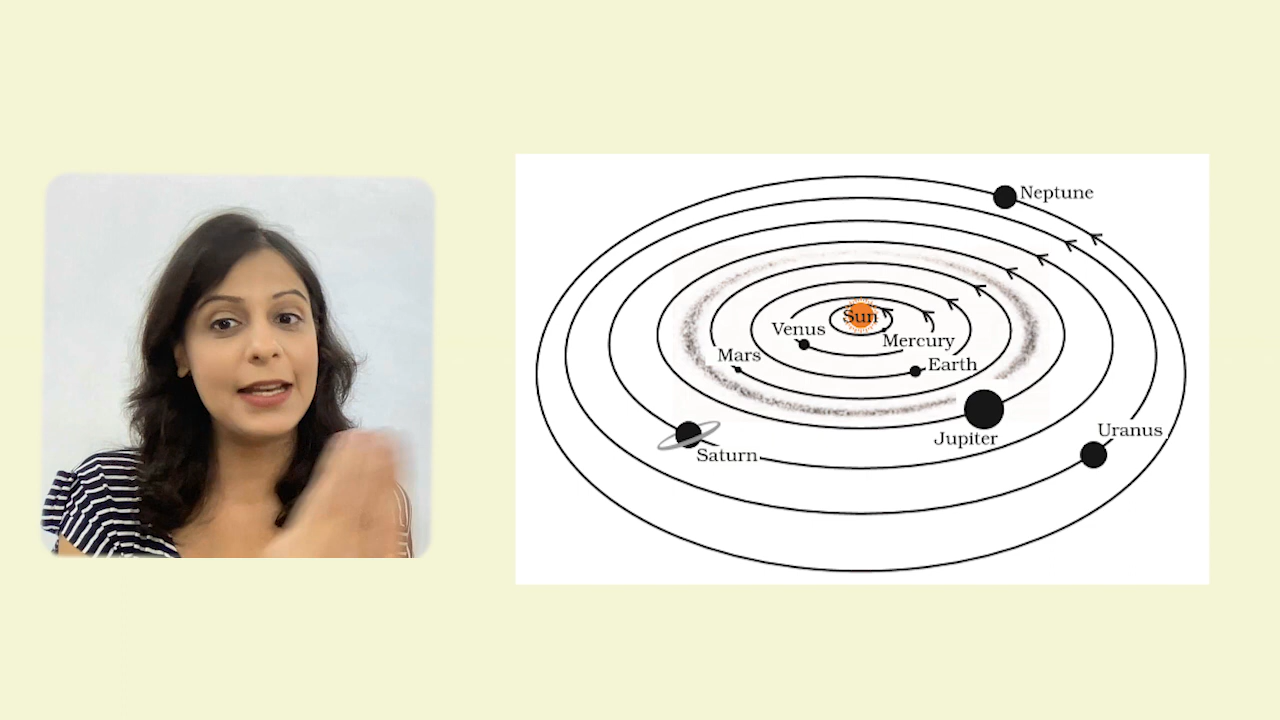 Neptune
Sun
Venus
Mercury
Mars
Earth
Uranus
Jupiter
Saturn